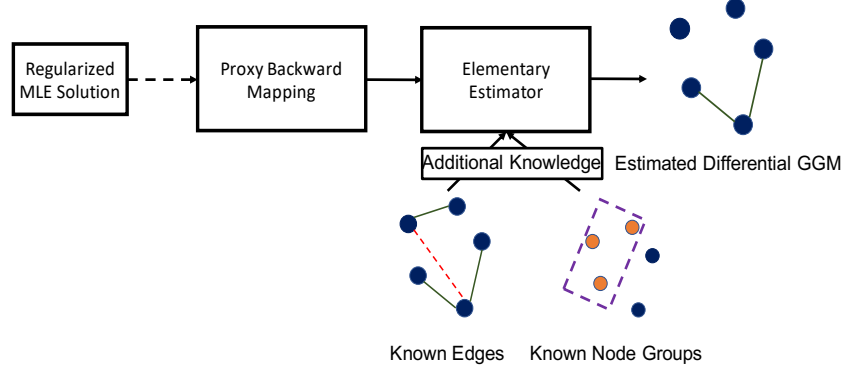 Regularized
MLE Solution
Proxy Backward
Mapping
Elementary
Estimator
Additional Knowledge
Estimated Differential GGM
Known Edges
Known Node Groups